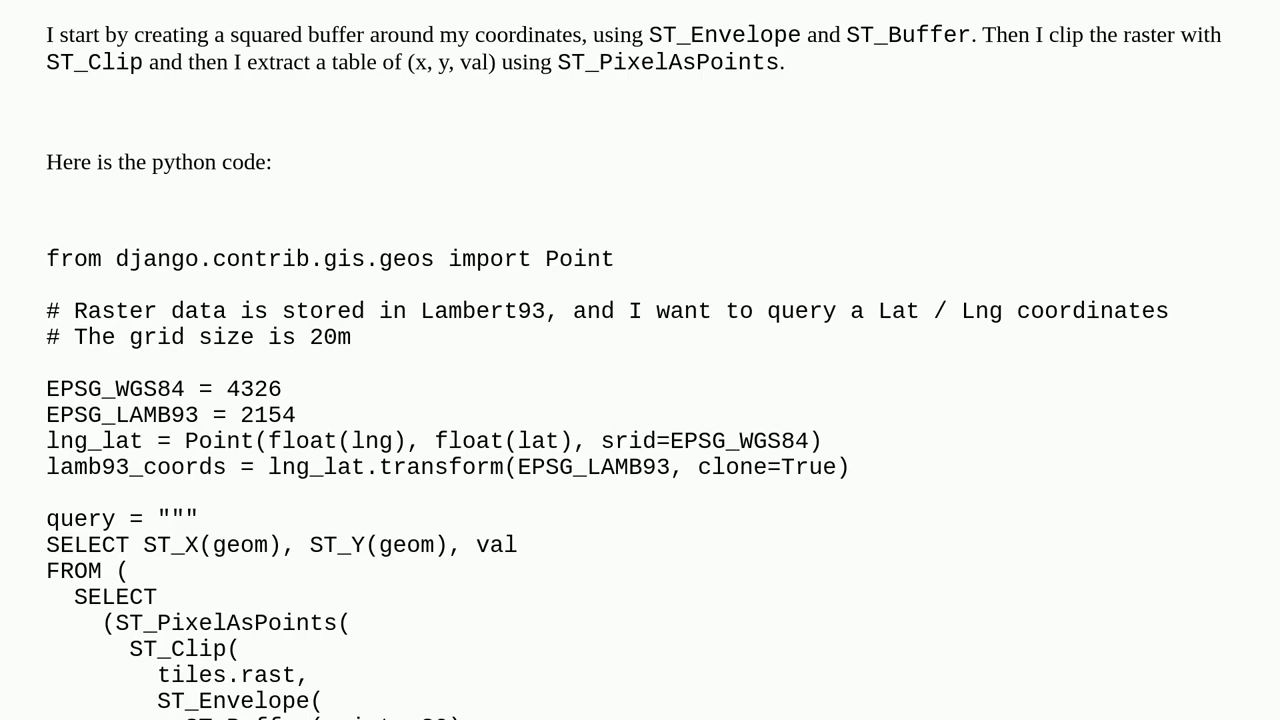 I start by creating a squared buffer around my coordinates, using ST_Envelope and ST_Buffer. Then I clip the raster with
ST_Clip and then I extract a table of (x, y, val) using ST_PixelAsPoints.
Here is the python code:
from django.contrib.gis.geos import Point
# Raster data is stored in Lambert93, and I want to query a Lat / Lng coordinates
# The grid size is 20m
EPSG_WGS84 = 4326
EPSG_LAMB93 = 2154
lng_lat = Point(float(lng), float(lat), srid=EPSG_WGS84)
lamb93_coords = lng_lat.transform(EPSG_LAMB93, clone=True)
query = """
SELECT ST_X(geom), ST_Y(geom), val
FROM (
  SELECT
    (ST_PixelAsPoints(
      ST_Clip(
        tiles.rast,
        ST_Envelope(